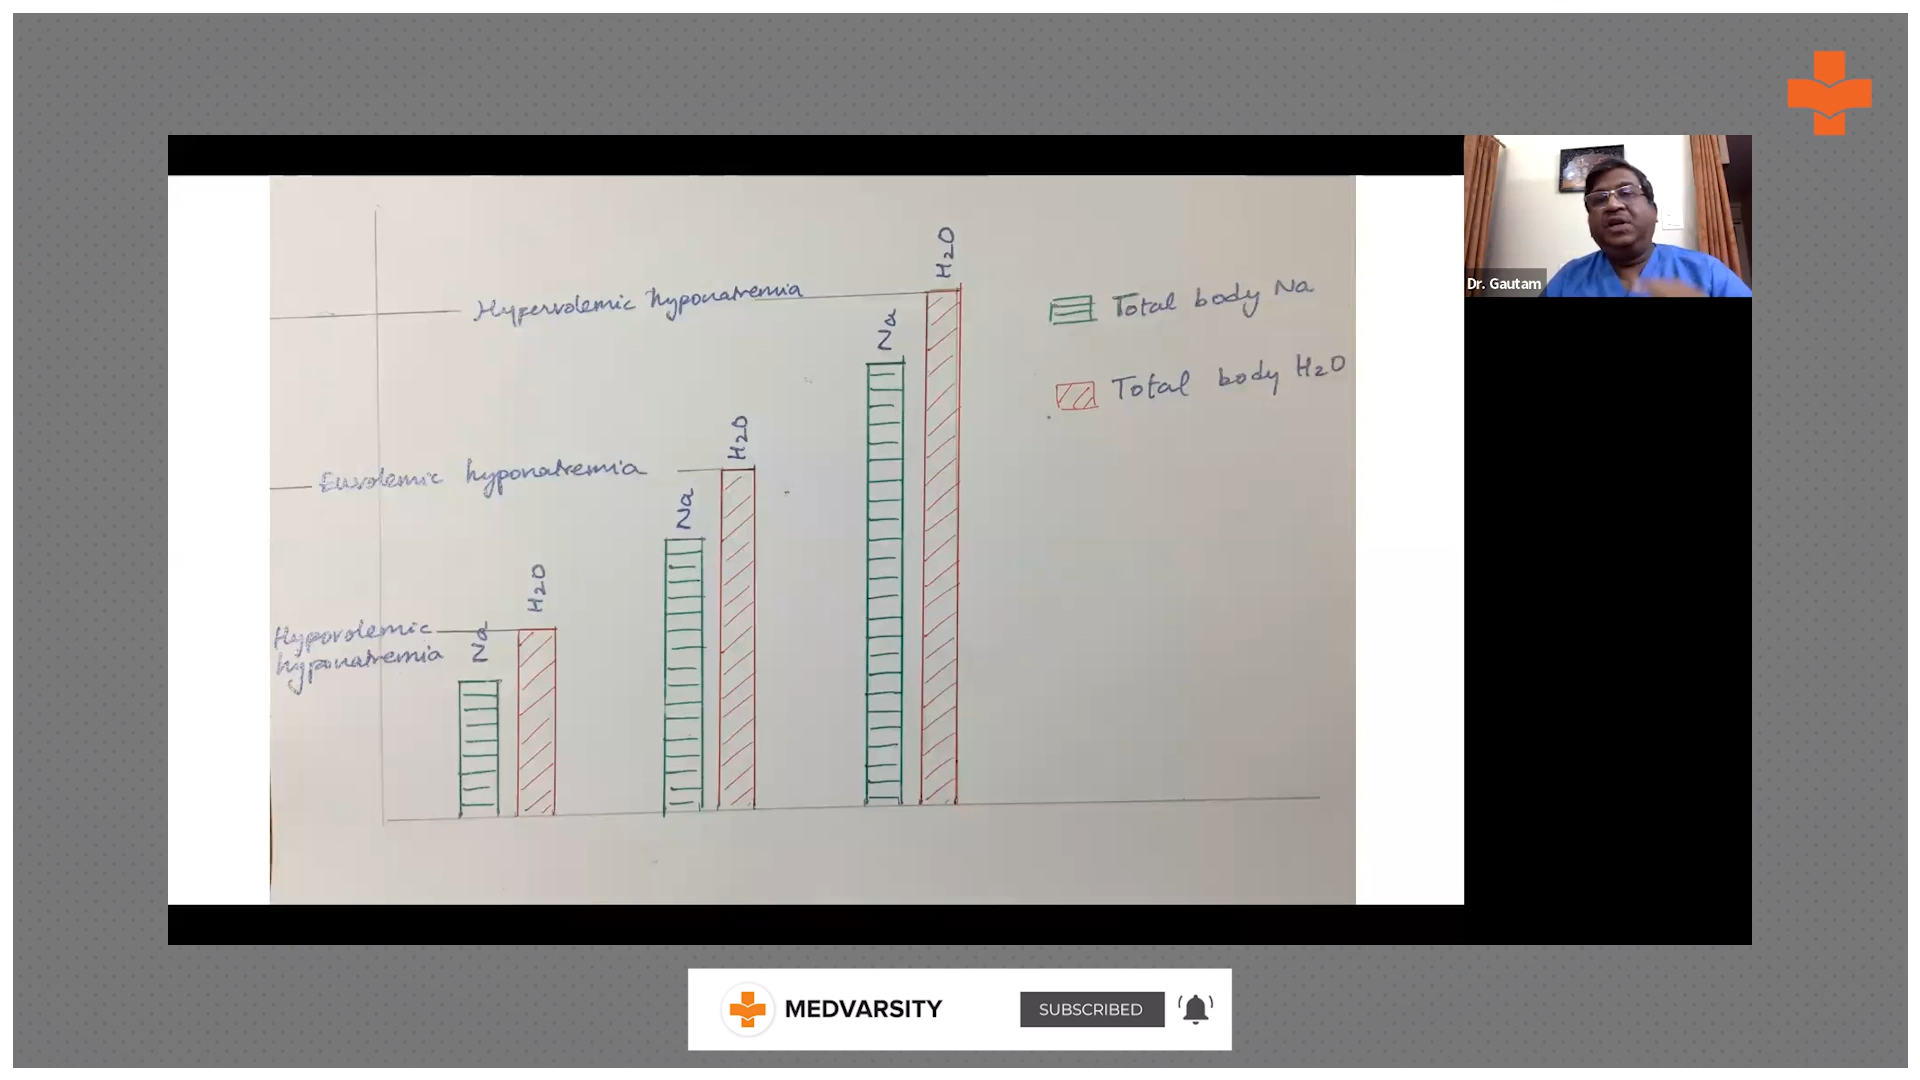 H2O
Hypervolemic hyponatremia
Na
Total body Na
Total body H2O
H2O
Euvolemic hyponatremia
Na
H2O
Hypovolemic
hyponatremia
Na
Dr. Gautam
MEDVARSITY
SUBSCRIBED